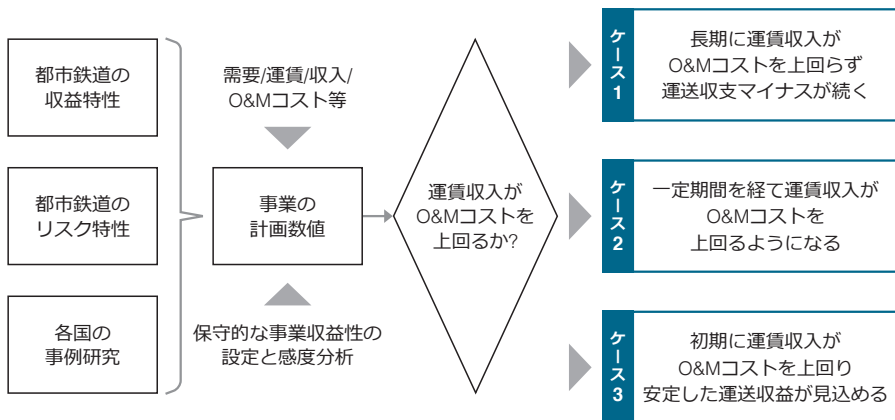 都市鉄道の
収益特性
都市鉄道の
リスク特性
各国の
事例研究
需要/運賃/収入/
O&Mコスト等
事業の
計画数値
保守的な事業収益性の
設定と感度分析
運賃収入が
O&Mコストを
上回るか?
ケース1
長期に運賃収入が
O&Mコストを上回らず
運送収支マイナスが続く
ケース2
一定期間を経て運賃収入が
O&Mコストを
上回るようになる
ケース3
初期に運賃収入が
O&Mコストを上回り
安定した運送収益が見込める